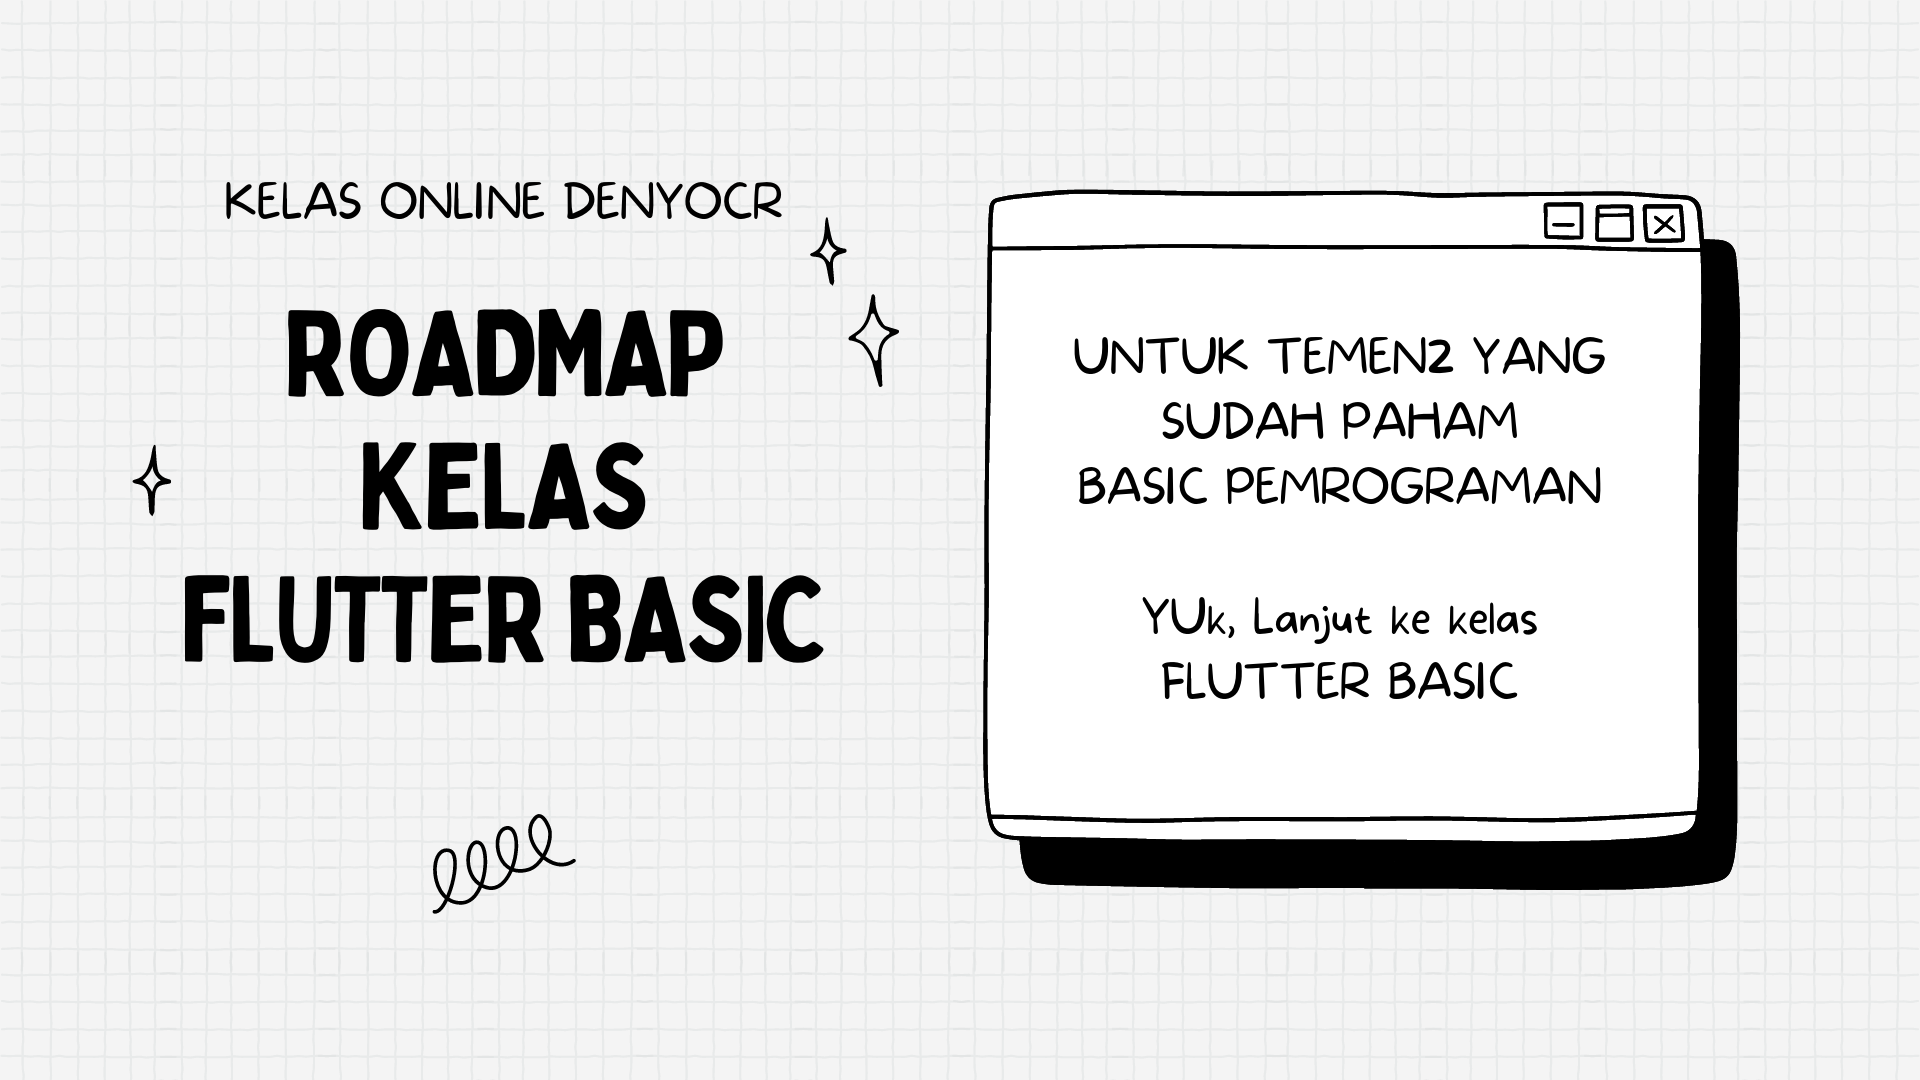 KELAS ONLINE DENYOCR
ROADMAP
KELAS
FLUTTER BASIC
UNTUK TEMEN2 YANG
SUDAH PAHAM
BASIC PEMROGRAMAN
YUk, Lanjut ke kelas
FLUTTER BASIC